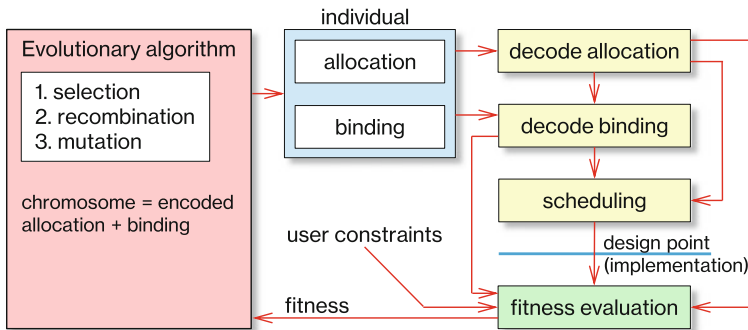 Evolutionary algorithm
1. selection
2. recombination
3. mutation
chromosome = encoded
allocation + binding
individual
allocation
binding
decode allocation
decode binding
scheduling
design point
(implementation)
user constraints
fitness
fitness evaluation